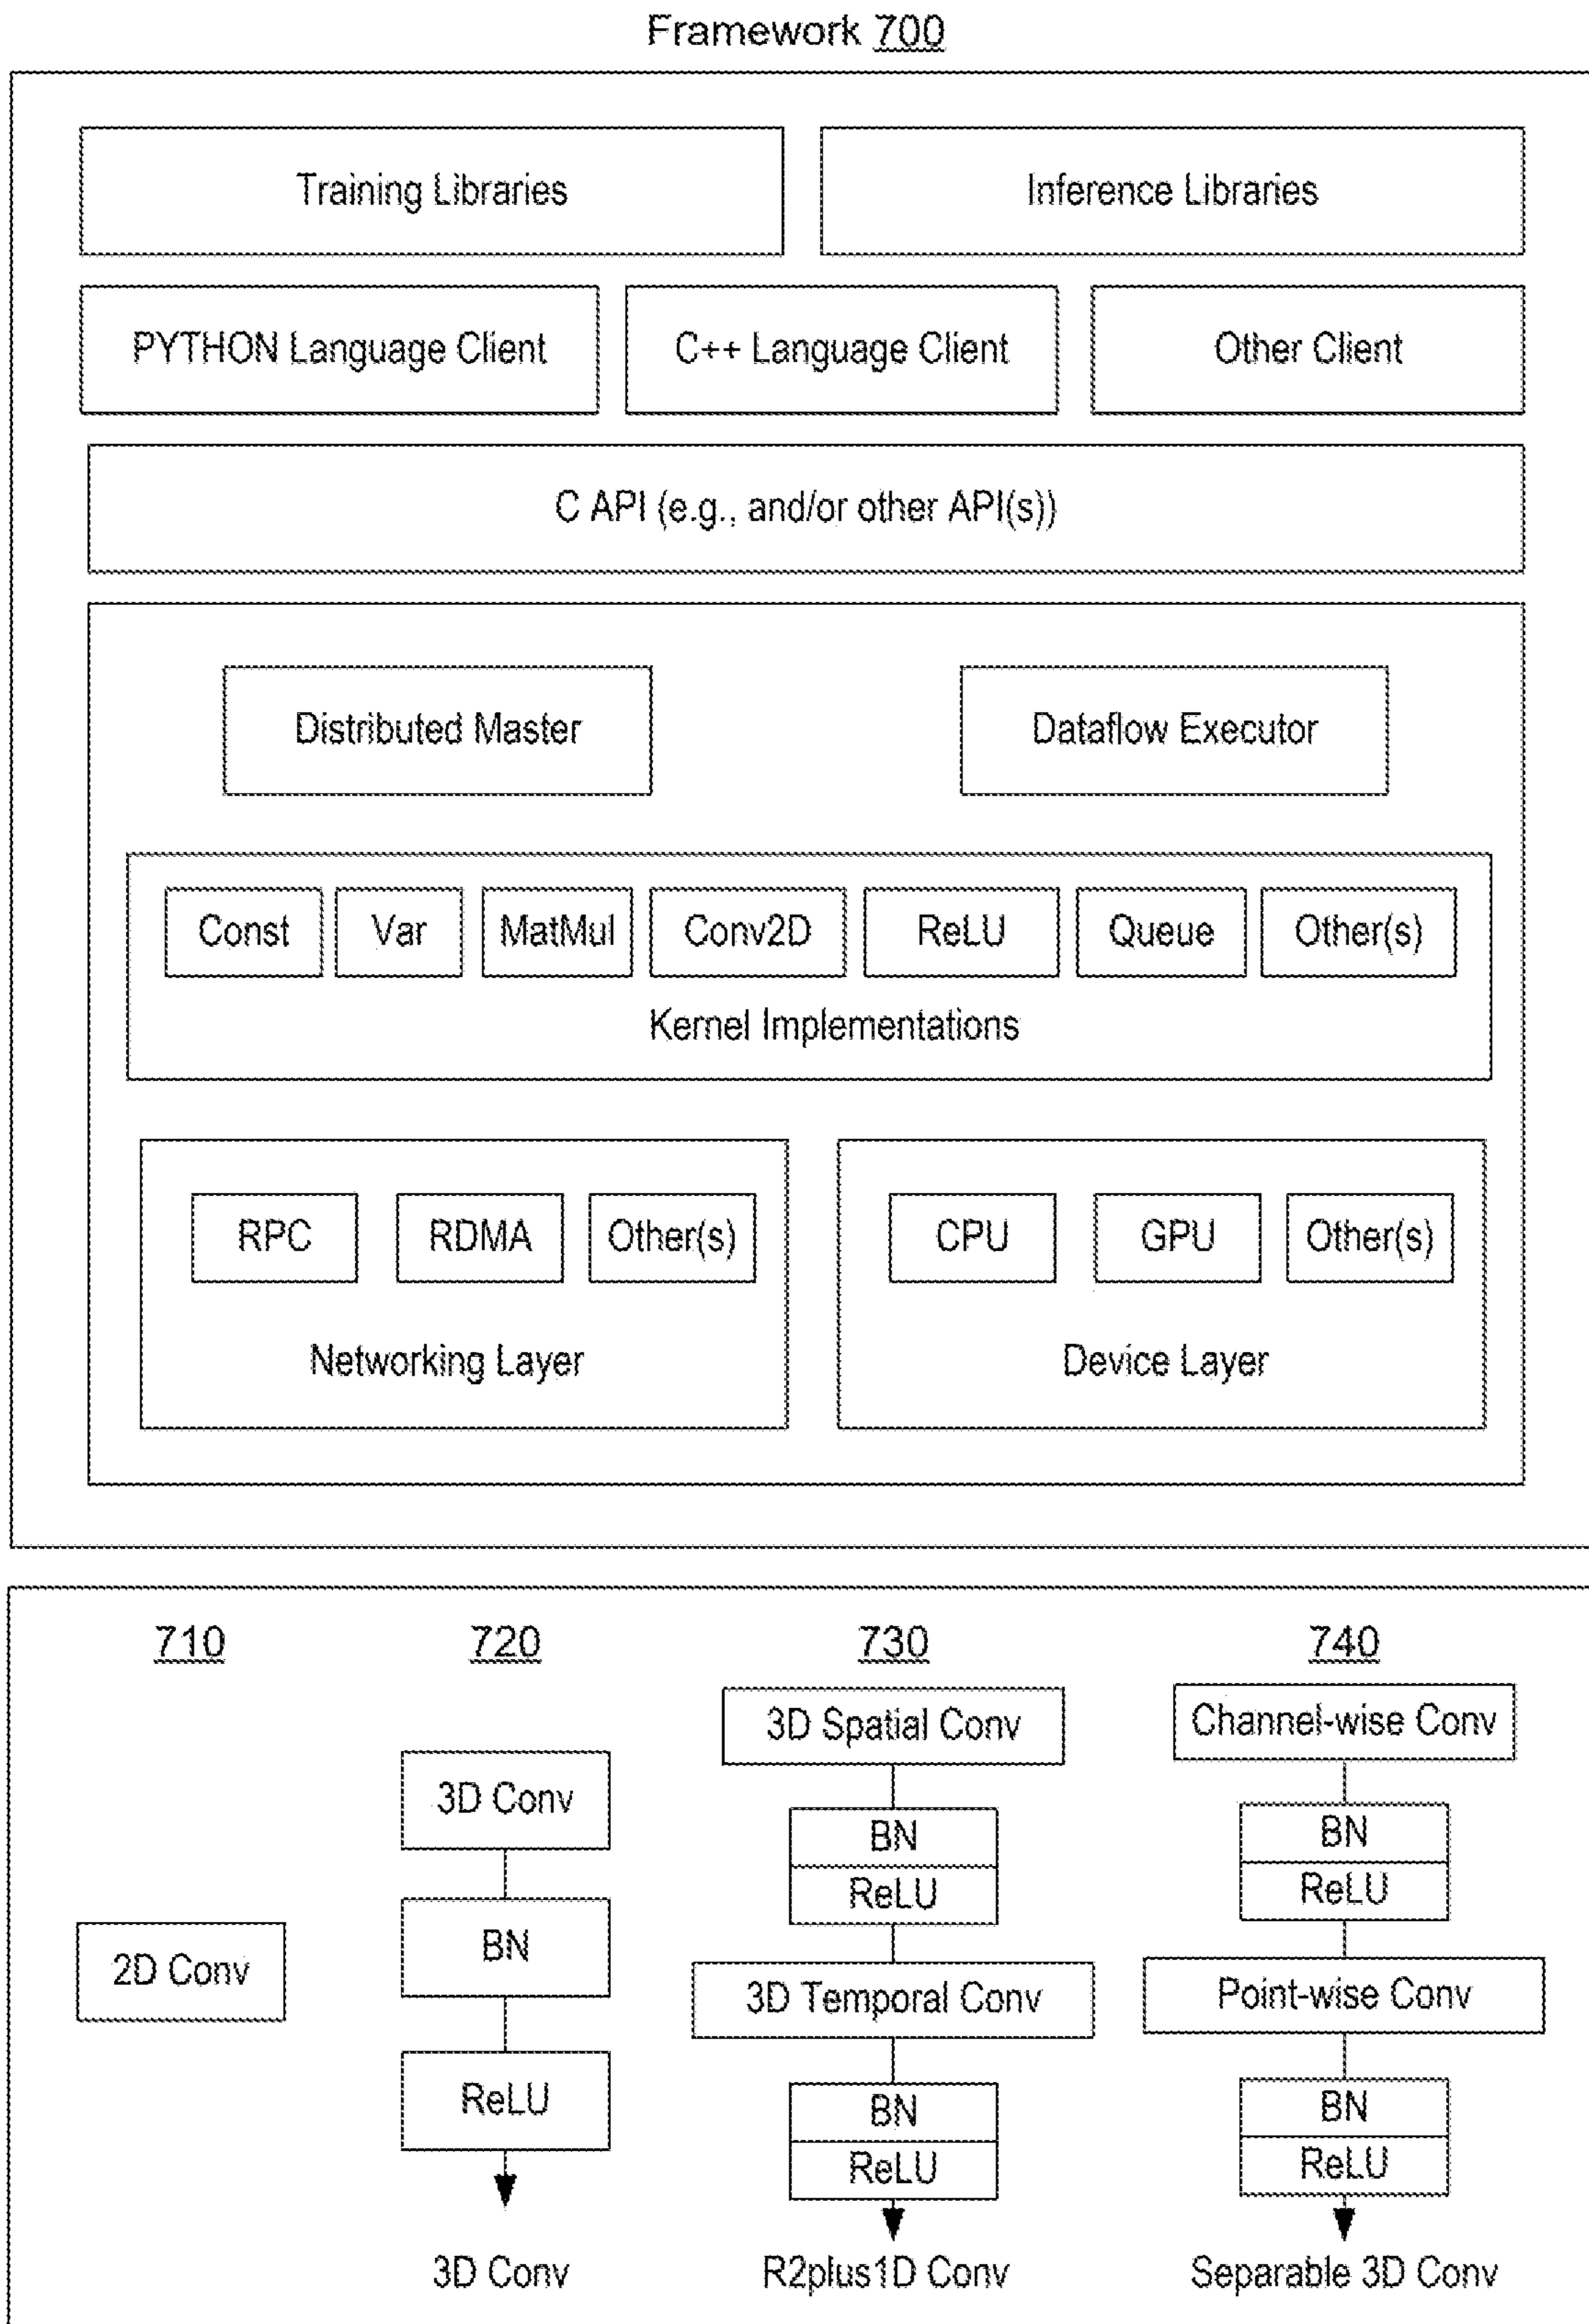 Framework 700
Training Libraries
Inference Libraries
PYTHON Language Client
C++ Language Client
Other Client
C API (e.g., and/or other API(s))
Distributed Master
Dataflow Executor
Const
Var
MatMul
Conv2D
ReLU
Queue
Other(s)
Kernel Implementations
RPC
RDMA
Other(s)
Networking Layer
CPU
GPU
Other(s)
Device Layer
710
2D Conv
720
3D Conv
BN
ReLU
3D Conv
730
3D Spatial Conv
BN
ReLU
3D Temporal Conv
BN
ReLU
R2plus1D Conv
740
Channel-wise Conv
BN
ReLU
Point-wise Conv
BN
ReLU
Separable 3D Conv